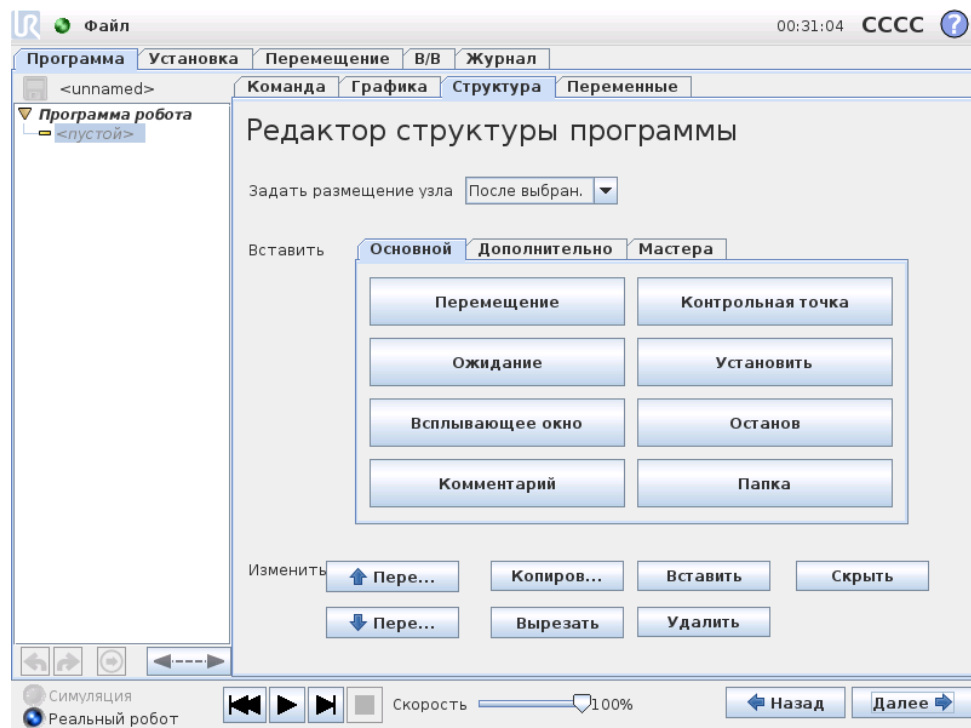 UR Файл 00:31:04 CCCC ?
Программа Установка Перемещение В/В Журнал
<unnamed> Команда Графика Структура Переменные
Программа робота
<пустой>
Редактор структуры программы
Задать размещение узла После выбран.
Вставить Основной Дополнительно Мастера
Перемещение Контрольная точка
Ожидание Установить
Всплывающее окно Останов
Комментарий Папка
Изменить Пере... Копиров... Вставить Скрыть
Пере... Вырезать Удалить
Симуляция
Реальный робот
Скорость 100% Назад Далее